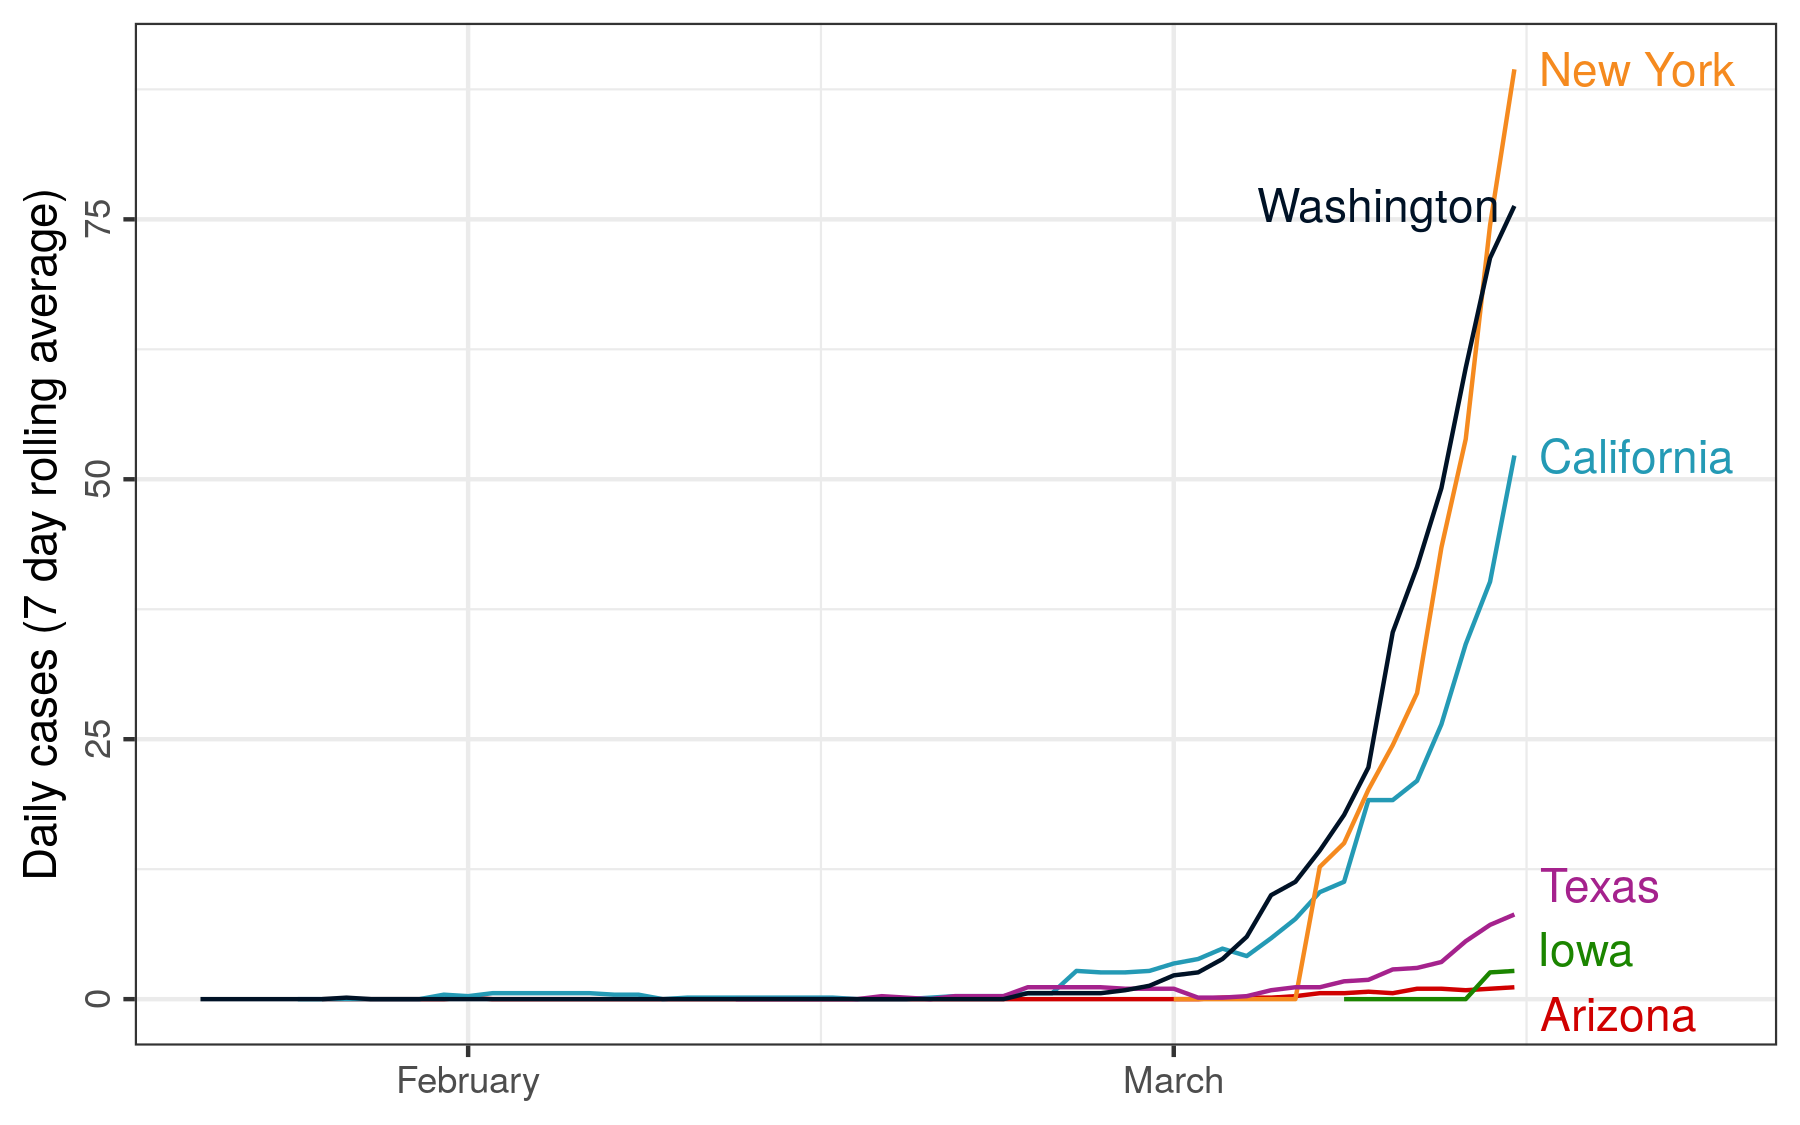 Daily cases (7 day rolling average)
75
50
25
0
New York
Washington
California
Texas
Iowa
Arizona
February
March